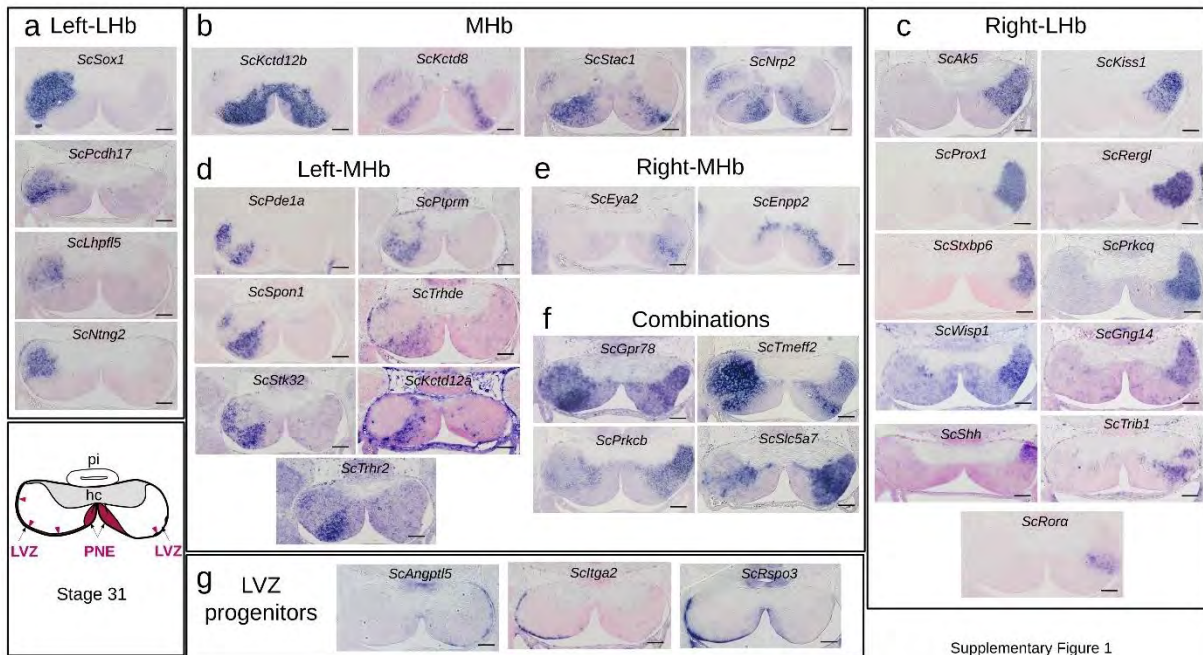 a Left-LHb
ScSox1
ScPcdh17
ScLhpfl5
ScNtng2
pi
hc
LVZ PNE LVZ
Stage 31
b MHb
ScKctd12b ScKctd8 ScStac1 ScNrp2
d Left-MHb
ScPde1a ScPtprm
ScSpon1 ScTrhde
ScStk32 ScKctd12a
ScTrhr2
e Right-MHb
ScEya2 ScEnpp2
f Combinations
ScGpr78 ScTmeff2
ScPrkcb ScSlc5a7
g LVZ
progenitors
ScAngptl5 ScItga2 ScRspo3
c Right-LHb
ScAk5 ScKiss1
ScProx1 ScRergl
ScStxbp6 ScPrkcq
ScWisp1 ScGng14
ScShh ScTrib1
ScRorα
Supplementary Figure 1